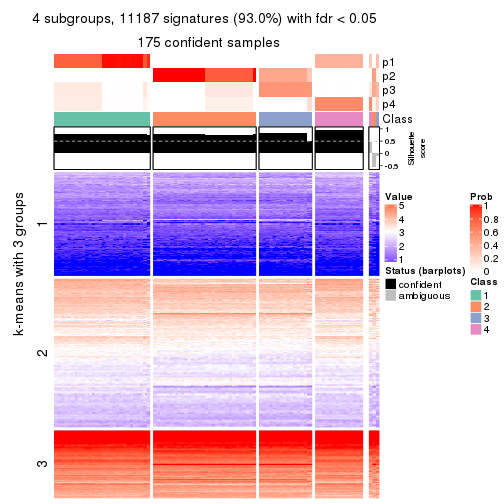 4 subgroups, 11187 signatures (93.0%) with fdr < 0.05
175 confident samples
p1
p2
p3
p4
Class
1
0.5
0
-0.5
Silhouette
score
k-means with 3 groups
1
2
3
Value
5
4
3
2
1
Status (barplots)
confident
ambiguous
Prob
1
0.8
0.6
0.4
0.2
0
Class
1
2
3
4